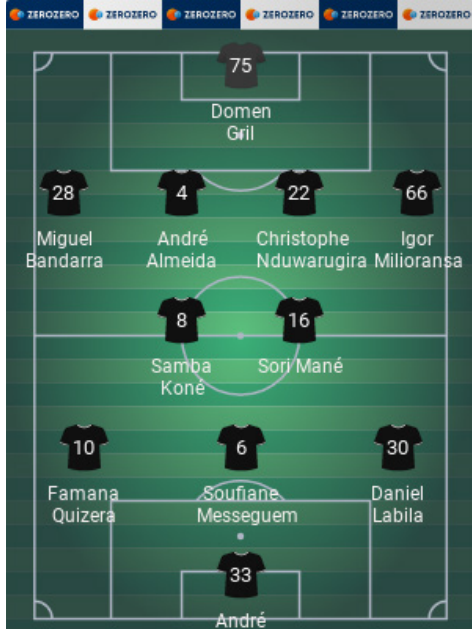 ZEROZERO ZEROZERO ZEROZERO ZEROZERO ZEROZERO ZEROZERO
75
Domen
Gril
28 4 22 66
Miguel André Christophe Igor
Bandarra Almeida Nduwarugira Milioransa
8 16
Samba Sori Mané
Koné
10 6 30
Famana Soufiane Daniel
Quizera Messeguem Labila
33
André